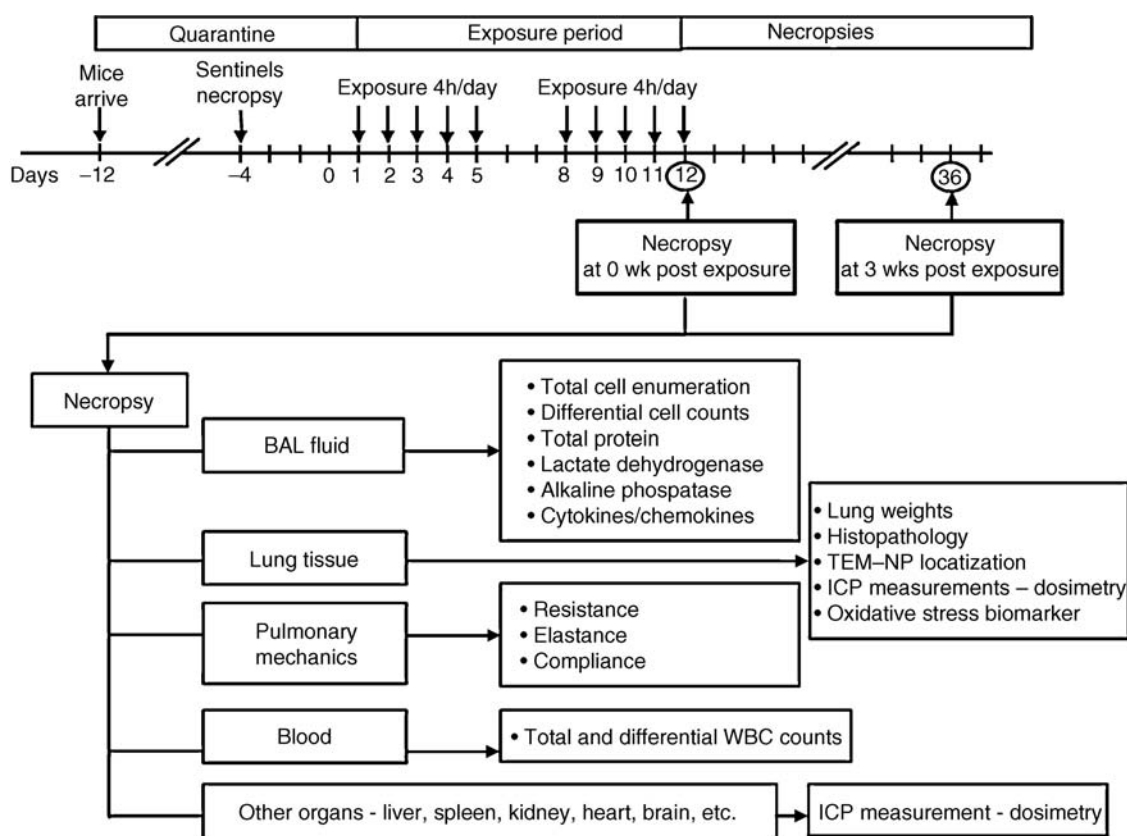 Quarantine Exposure period Necropsies
Mice
arrive
Sentinels
necropsy
Exposure 4h/day Exposure 4h/day
Days –12 –4 0 1 2 3 4 5 8 9 10 11 12 36
Necropsy
at 0 wk post exposure
Necropsy
at 3 wks post exposure
Necropsy
BAL fluid
• Total cell enumeration
• Differential cell counts
• Total protein
• Lactate dehydrogenase
• Alkaline phospatase
• Cytokines/chemokines
Lung tissue
• Lung weights
• Histopathology
• TEM–NP locatization
• ICP measurements – dosimetry
• Oxidative stress biomarker
Pulmonary
mechanics
• Resistance
• Elastance
• Compliance
Blood
• Total and differential WBC counts
Other organs - liver, spleen, kidney, heart, brain, etc.
ICP measurement - dosimetry